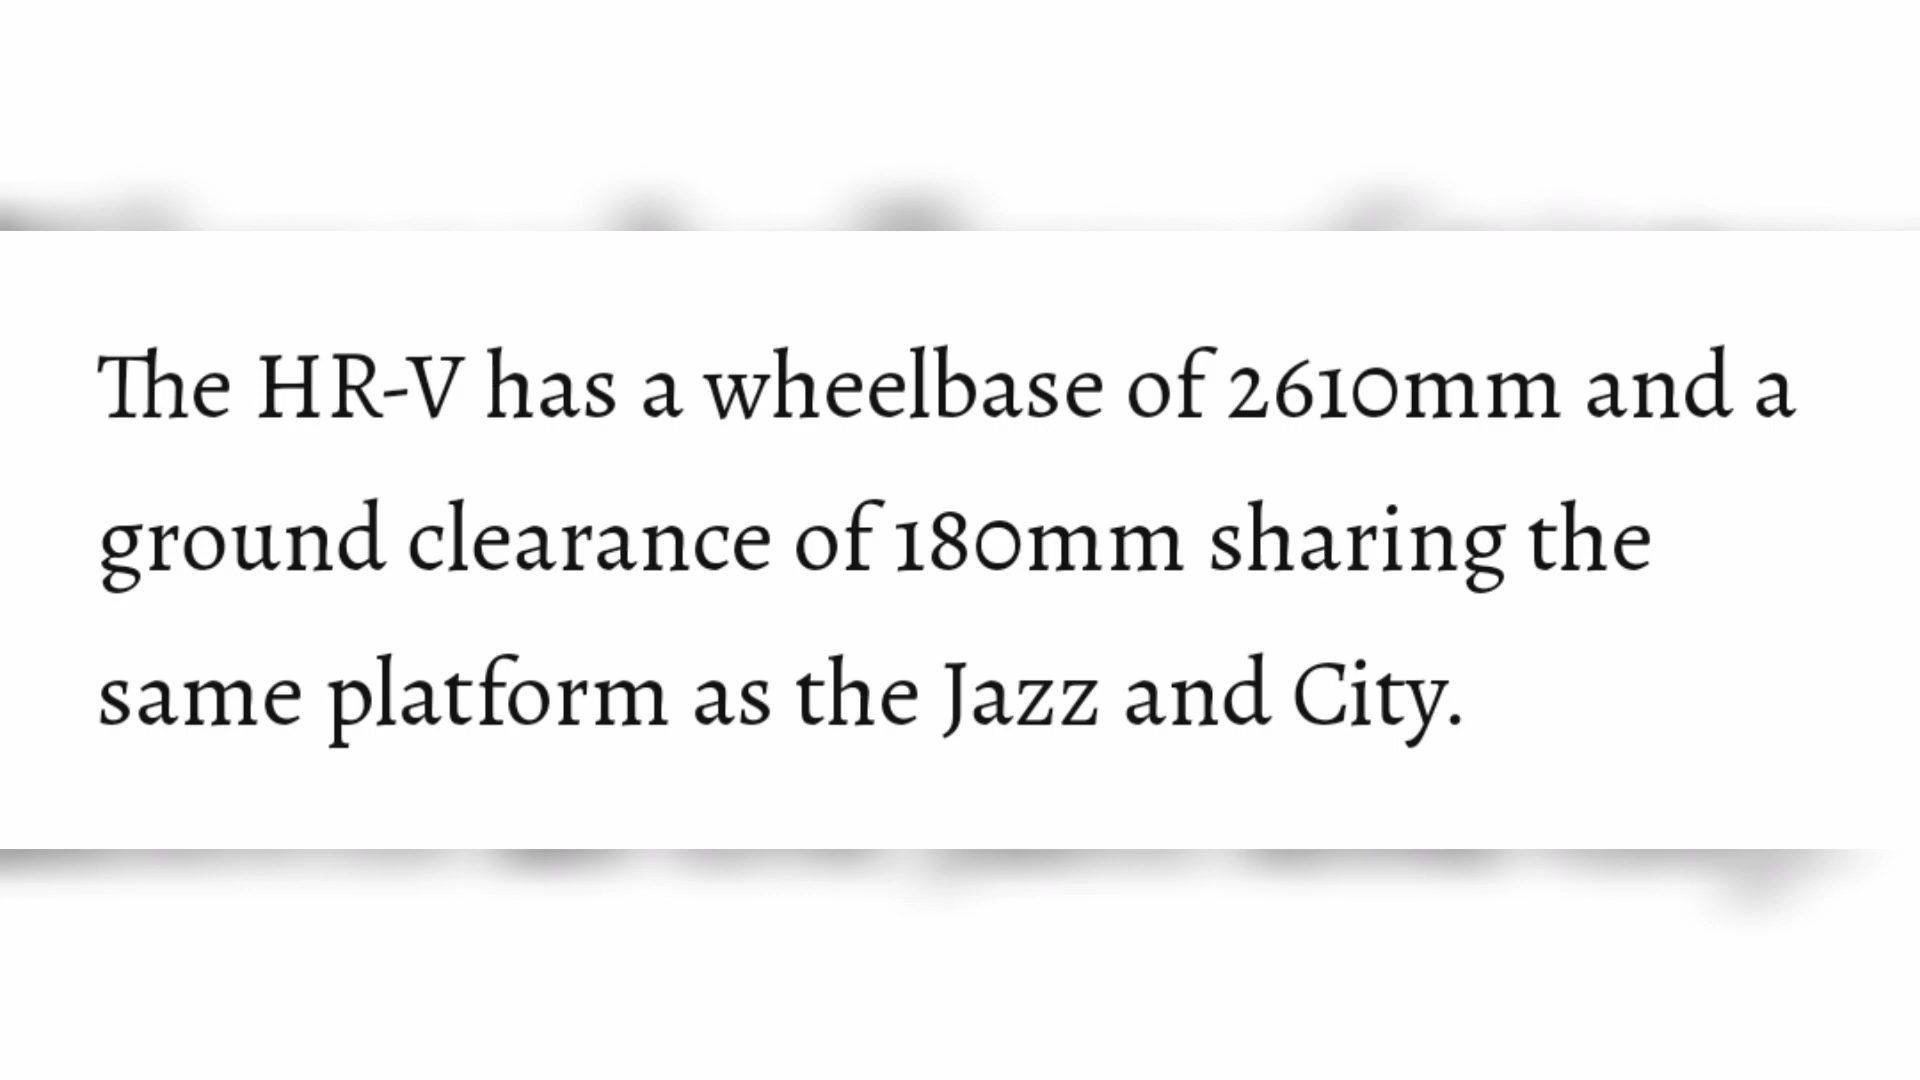 The HR-V has a wheelbase of 2610mm and a
ground clearance of 180mm sharing the
same platform as the Jazz and City.